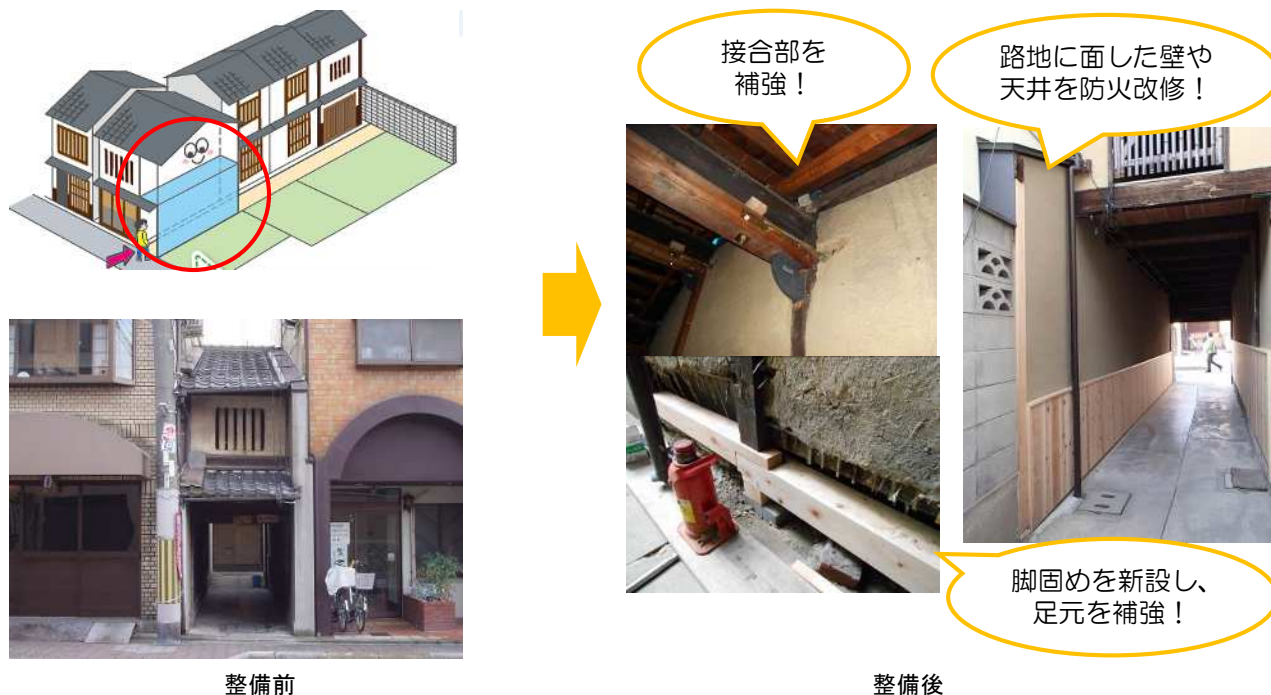 接合部を
補強！
路地に面した壁や
天井を防火改修！
脚固めを新設し、
足元を補強！
整備前
整備後